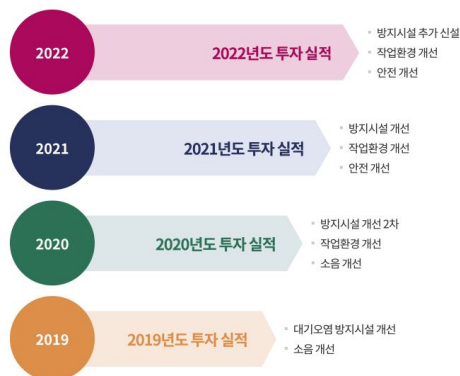 2022
2022년도 투자 실적
방지시설 추가 신설
작업환경 개선
안전 개선
2021
2021년도 투자 실적
방지시설 개선
작업환경 개선
안전 개선
2020
2020년도 투자 실적
방지시설 개선 2차
작업환경 개선
소음 개선
2019
2019년도 투자 실적
대기오염 방지시설 개선
소음 개선